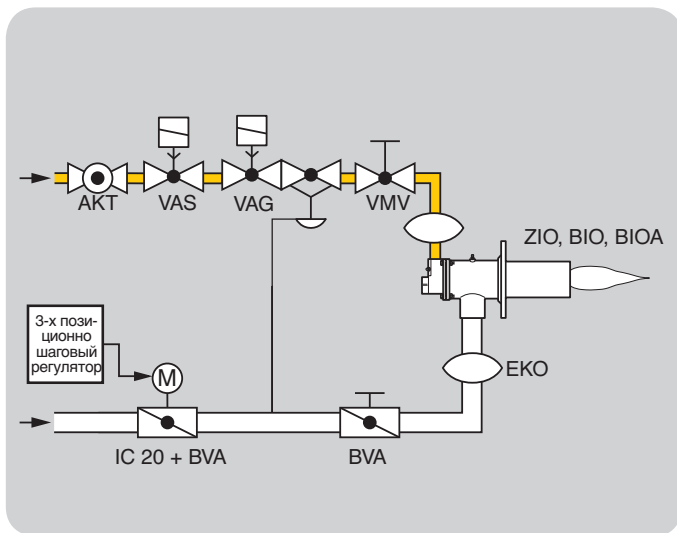 AKT
VAS
VAG
VMV
ZIO, BIO, BIOA
3-х пози-
ционно
шаговый
регулятор
M
EKO
IC 20 + BVA
BVA